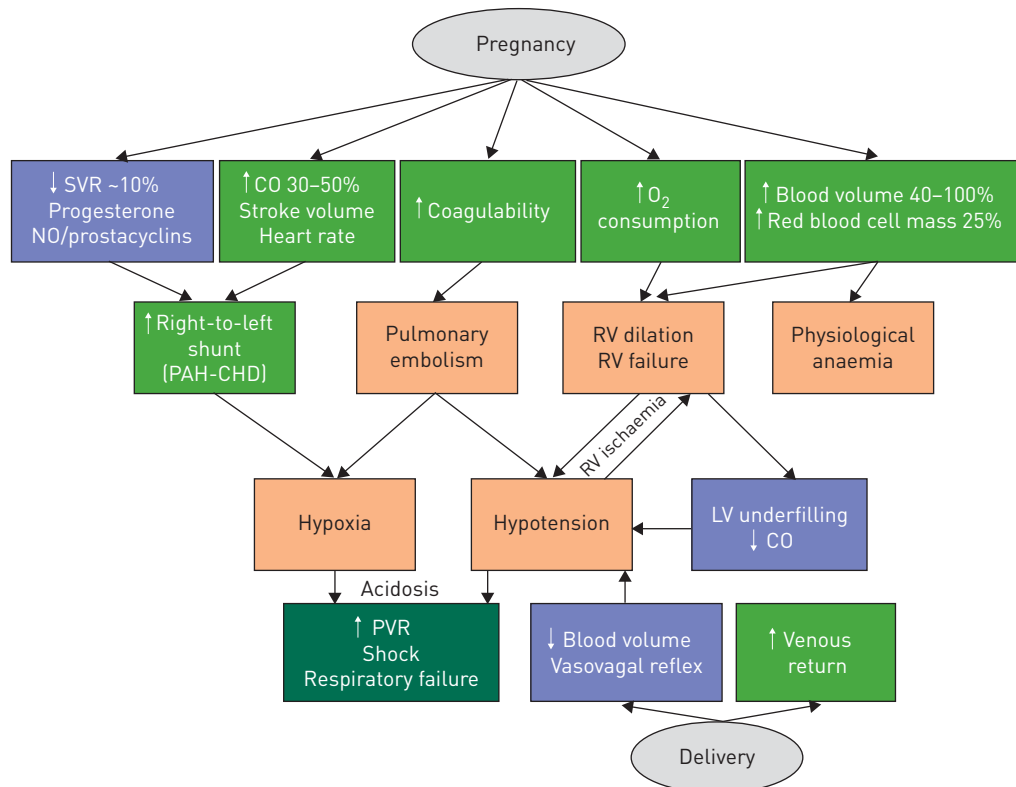 Pregnancy
↓ SVR ~10%
Progesterone
NO/prostacyclins
↑ CO 30–50%
Stroke volume
Heart rate
↑ Coagulability
↑ O₂
consumption
↑ Blood volume 40–100%
↑ Red blood cell mass 25%
↑ Right-to-left
shunt
(PAH-CHD)
Pulmonary
embolism
RV dilation
RV failure
Physiological
anaemia
RV ischaemia
Hypoxia
Hypotension
LV underfilling
↓ CO
Acidosis
↑ PVR
Shock
Respiratory failure
↓ Blood volume
Vasovagal reflex
↑ Venous
return
Delivery